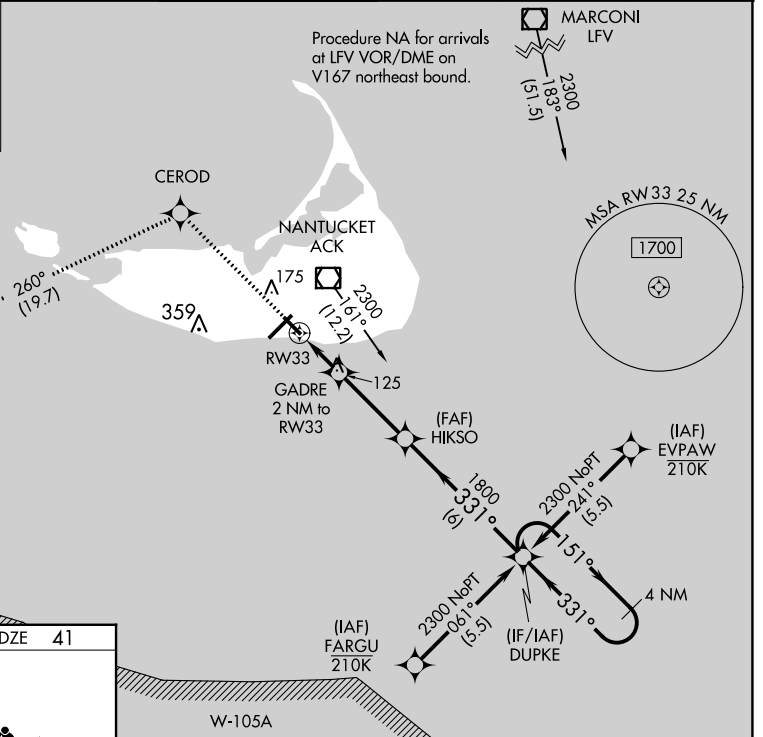 Procedure NA for arrivals
at LFV VOR/DME on
V167 northeast bound.
MARCONI
LFV
2300
183°
(51.5)
CEROD
NANTUCKET
ACK
MSA RW33 25 NM
1700
260°
(19.7)
175
2300
161°
(12.2)
359
RW33
125
GADRE
2 NM to
RW33
(FAF)
HIKSO
(IAF)
EVPAW
210K
1800
331°
(6)
2300 NoPT
241°
(5.5)
151°
4 NM
331°
2300 NoPT
061°
(5.5)
(IF/IAF)
DUPKE
(IAF)
FARGU
210K
DZE 41
W-105A